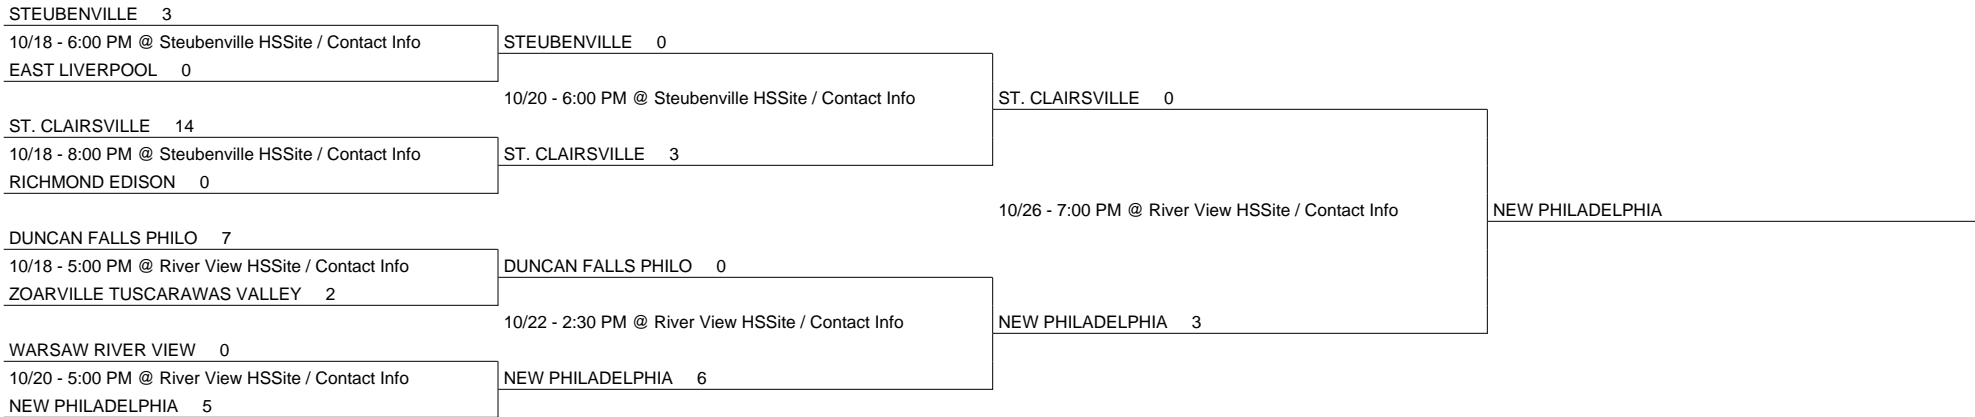 STEUBENVILLE 3
10/18 - 6:00 PM @ Steubenville HSSite / Contact Info
EAST LIVERPOOL 0
STEUBENVILLE 0
10/20 - 6:00 PM @ Steubenville HSSite / Contact Info
ST. CLAIRSVILLE 14
10/18 - 8:00 PM @ Steubenville HSSite / Contact Info
RICHMOND EDISON 0
ST. CLAIRSVILLE 3
ST. CLAIRSVILLE 0
10/26 - 7:00 PM @ River View HSSite / Contact Info
NEW PHILADELPHIA
DUNCAN FALLS PHILO 7
10/18 - 5:00 PM @ River View HSSite / Contact Info
ZOARVILLE TUSCARAWAS VALLEY 2
DUNCAN FALLS PHILO 0
10/22 - 2:30 PM @ River View HSSite / Contact Info
NEW PHILADELPHIA 3
WARSAW RIVER VIEW 0
10/20 - 5:00 PM @ River View HSSite / Contact Info
NEW PHILADELPHIA 5
NEW PHILADELPHIA 6